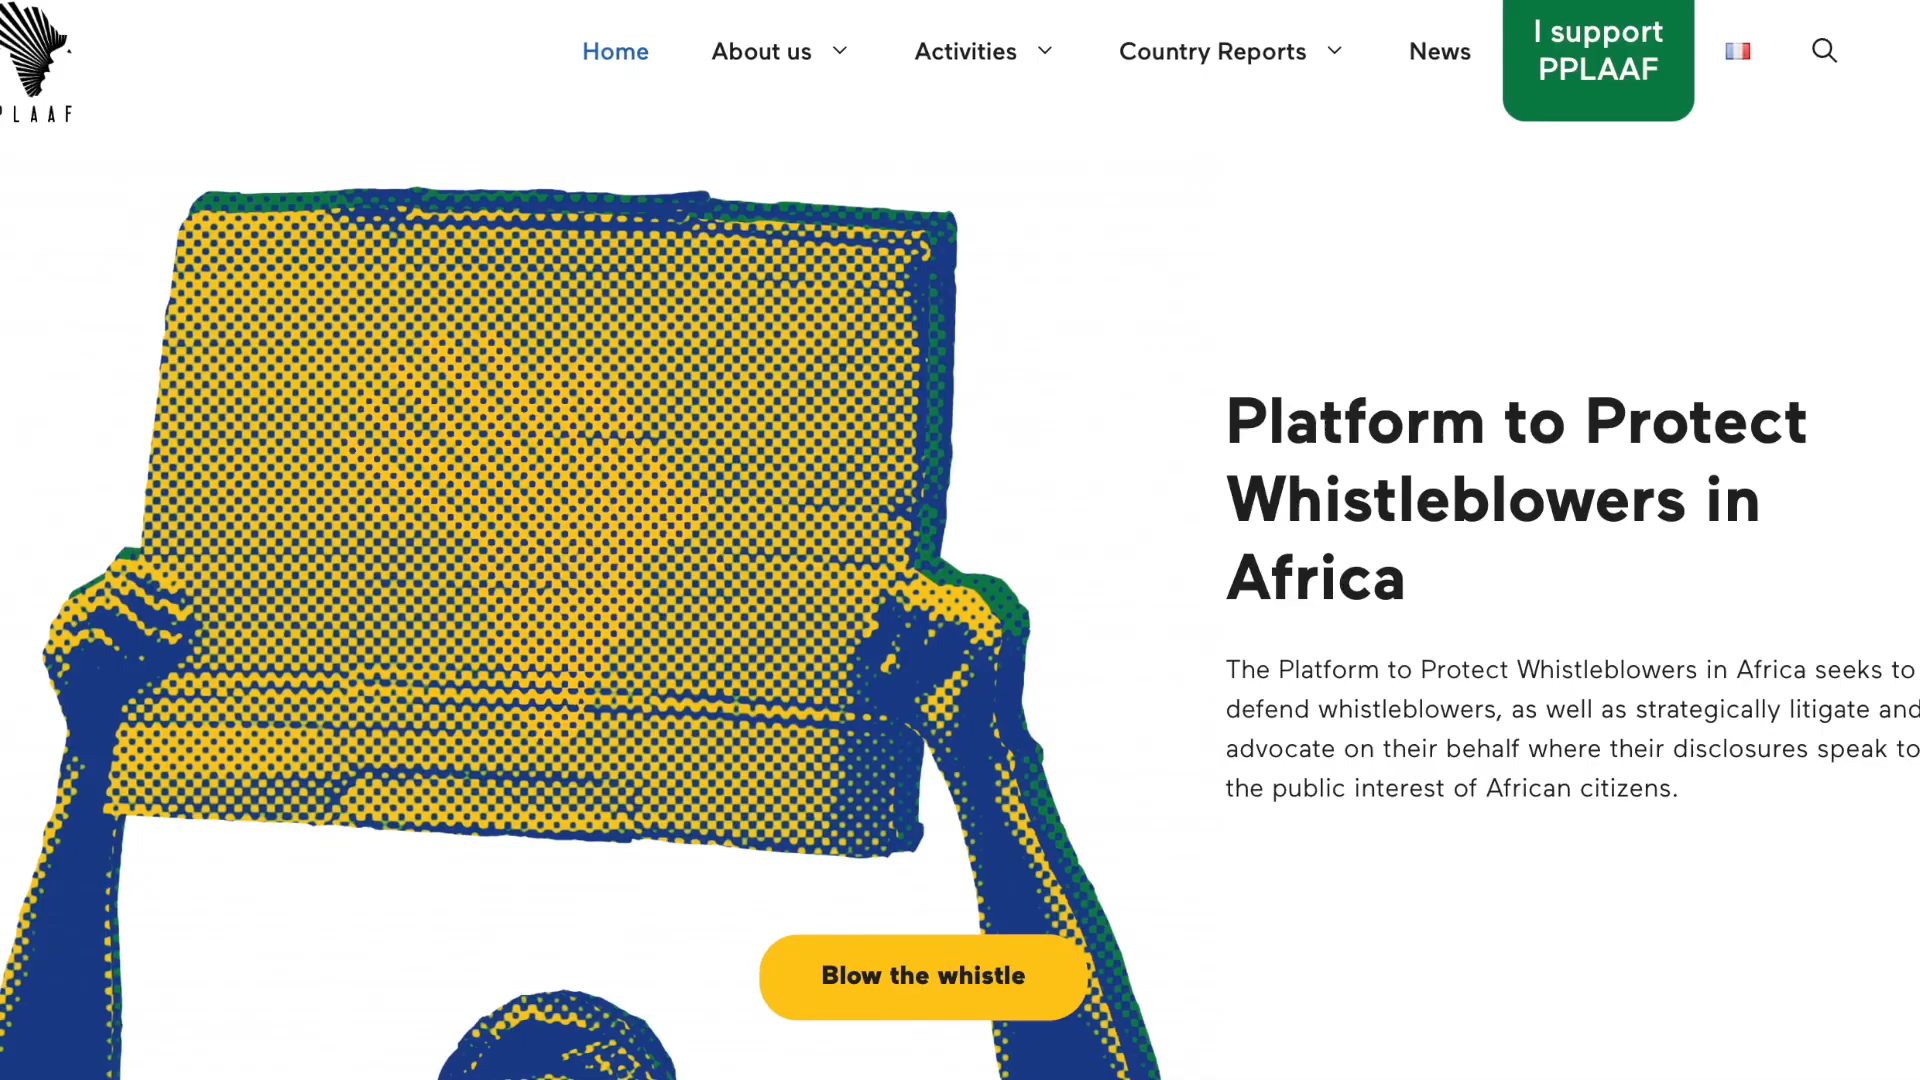 PLAAF
Home
About us
Activities
Country Reports
News
I support
PPLAAF
Platform to Protect
Whistleblowers in
Africa
The Platform to Protect Whistleblowers in Africa seeks to
defend whistleblowers, as well as strategically litigate and
advocate on their behalf where their disclosures speak to
the public interest of African citizens.
Blow the whistle